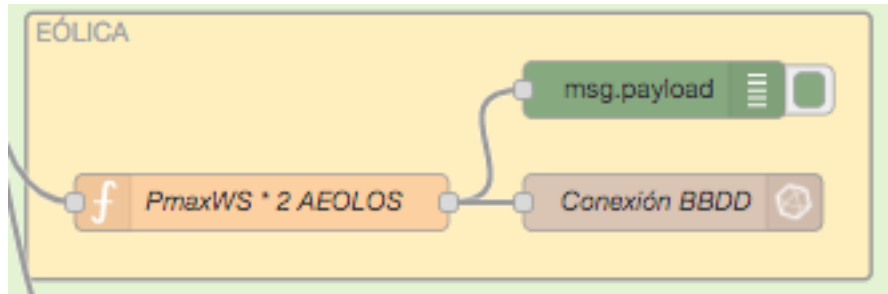 EÓLICA
msg.payload
PmaxWS * 2 AEOLOS
Conexión BBDD